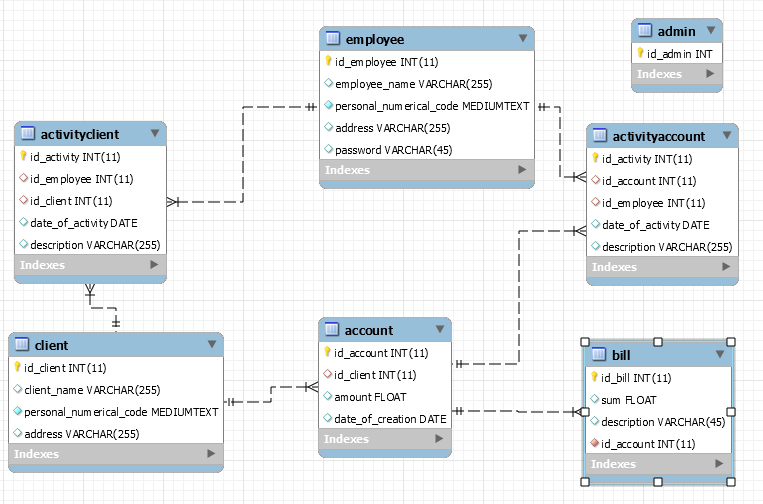 employee
id_employee INT(11)
employee_name VARCHAR(255)
personal_numerical_code MEDIUMTEXT
address VARCHAR(255)
password VARCHAR(45)
Indexes
admin
id_admin INT
Indexes
activityclient
id_activity INT(11)
id_employee INT(11)
id_client INT(11)
date_of_activity DATE
description VARCHAR(255)
Indexes
activityaccount
id_activity INT(11)
id_account INT(11)
id_employee INT(11)
date_of_activity DATE
description VARCHAR(255)
Indexes
client
id_client INT(11)
client_name VARCHAR(255)
personal_numerical_code MEDIUMTEXT
address VARCHAR(255)
Indexes
account
id_account INT(11)
id_client INT(11)
amount FLOAT
date_of_creation DATE
Indexes
bill
id_bill INT(11)
sum FLOAT
description VARCHAR(45)
id_account INT(11)
Indexes